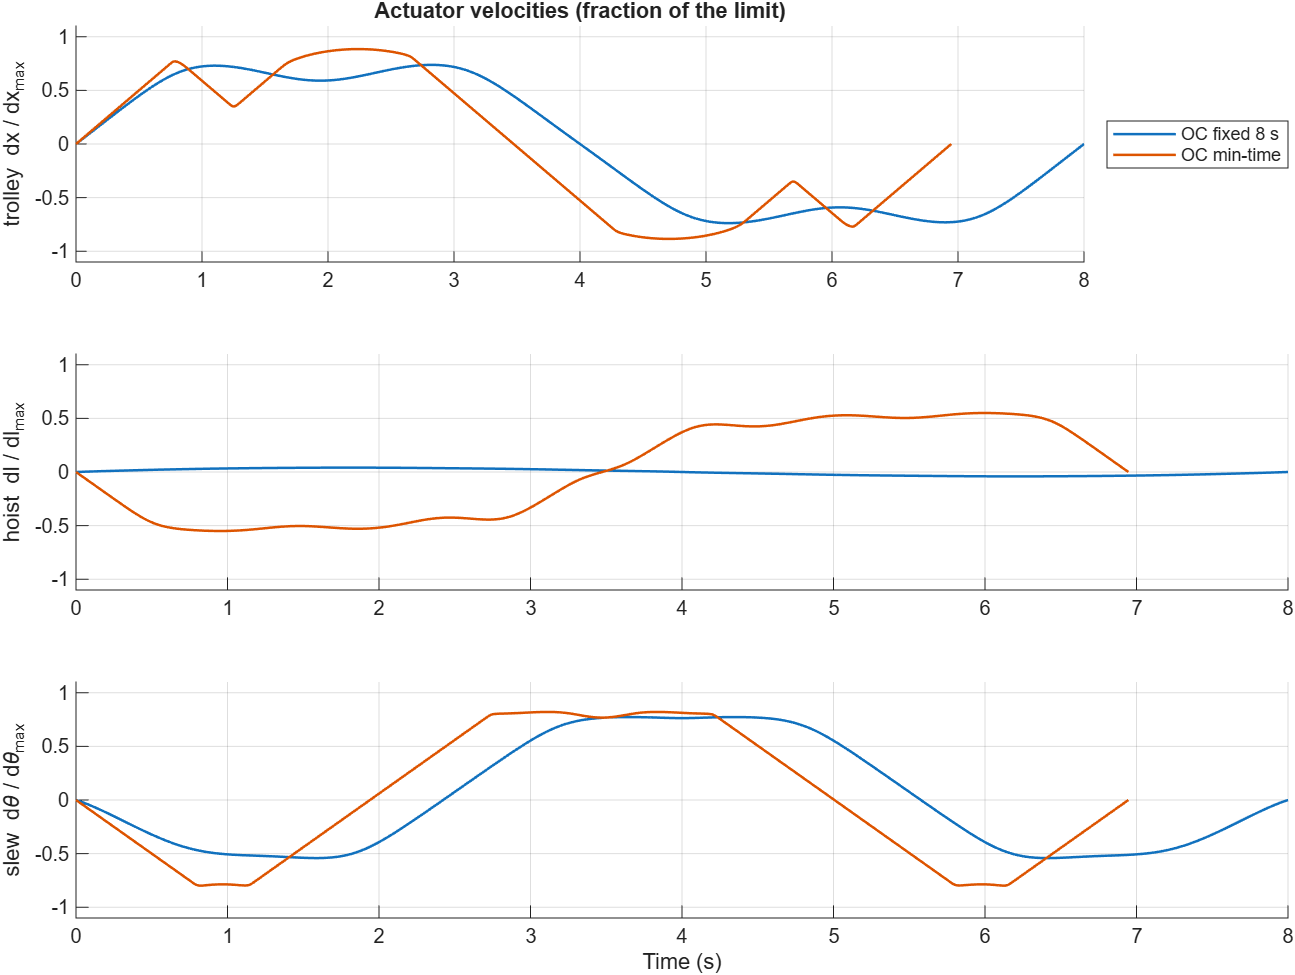 Actuator velocities (fraction of the limit)
trolley dx / dx_max
1
0.5
0
-0.5
-1
0 1 2 3 4 5 6 7 8
OC fixed 8 s
OC min-time
hoist dl / dl_max
1
0.5
0
-0.5
-1
0 1 2 3 4 5 6 7 8
slew dθ / dθ_max
1
0.5
0
-0.5
-1
0 1 2 3 4 5 6 7 8
Time (s)